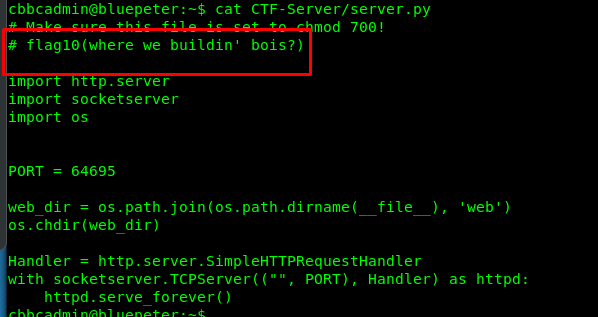 cbbcadmin@bluepeter:~$ cat CTF-Server/server.py
# Make sure this file is set to chmod 700!
# flag10(where we buildin' bois?)
import http.server
import socketserver
import os
PORT = 64695
web_dir = os.path.join(os.path.dirname(__file__), 'web')
os.chdir(web_dir)
Handler = http.server.SimpleHTTPRequestHandler
with socketserver.TCPServer(("", PORT), Handler) as httpd:
    httpd.serve_forever()
cbbcadmin@bluepeter:~$